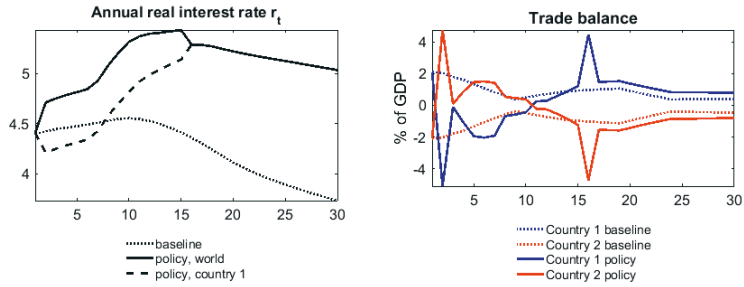 Annual real interest rate r_t
5
4.5
4
5 10 15 20 25 30
baseline
policy, world
policy, country 1
Trade balance
% of GDP
4
2
0
-2
-4
5 10 15 20 25 30
Country 1 baseline
Country 2 baseline
Country 1 policy
Country 2 policy